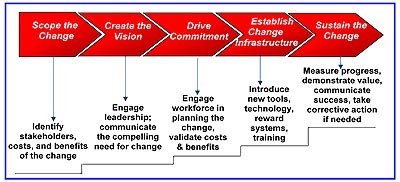 Scope the
Change
Create the
Vision
Drive
Commitment
Establish
Change
Infrastructure
Sustain the
Change
Identify
stakeholders,
costs, and benefits
of the change
Engage
leadership;
communicate
the compelling
need for change
Engage
workforce in
planning the
change,
validate costs
& benefits
Introduce
new tools,
technology,
reward
systems,
training
Measure progress,
demonstrate value,
communicate
success, take
corrective action
if needed